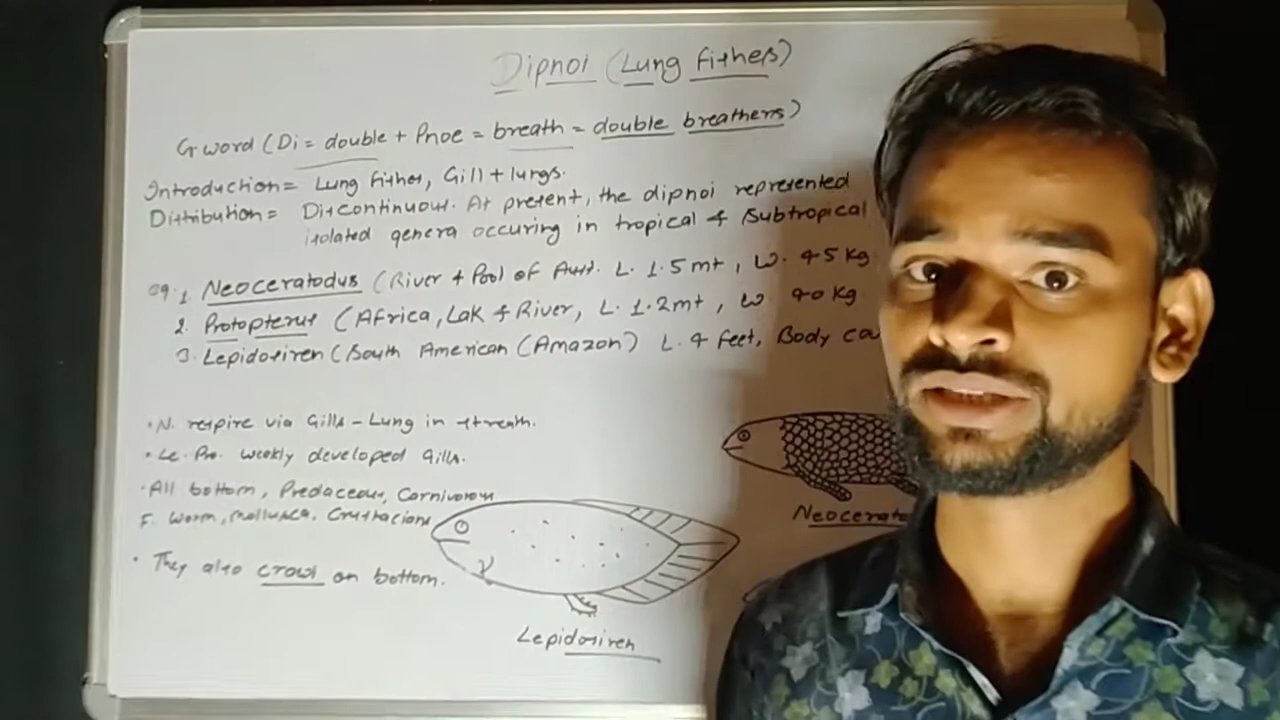 Dipnoi (Lung fishes)
G word (Di = double + Pnoe = breath = double breathers)
Introduction = Lung fishes, Gill + lungs.
Distribution = Discontinuous. At present, the dipnoi represented
isolated genera occuring in tropical & Subtropical
eg. 1. Neoceratodus (River & Pool of Aust. L. 1.5 mt, W. 45 kg
2. Protopterus (Africa, Lak & River, L. 1.2 mt, W. 40 kg
3. Lepidosiren (South American (Amazon) L. 4 feet, Body cov
• N. respire via Gills - Lung in stream.
• Le. Pro. weakly developed Gills.
• All bottom, Predaceous, Carnivorous
F. Worm, mollusca, Crustacions
• They also crowl on bottom.
Neocerato
Lepidosiren